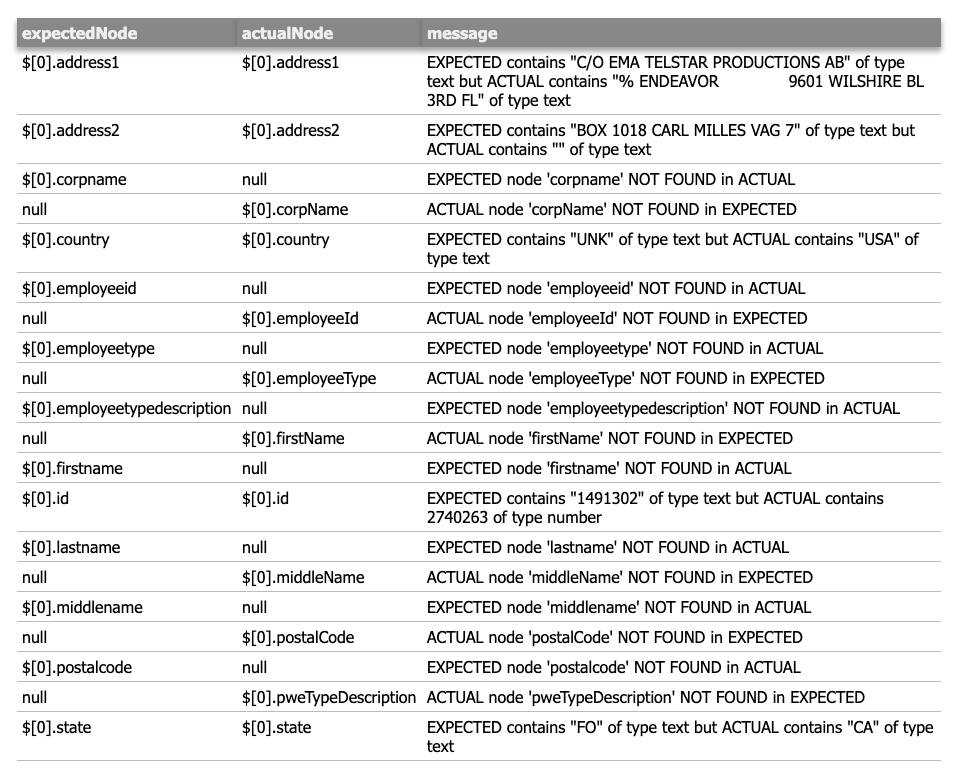 expectedNode actualNode message
$[0].address1 $[0].address1 EXPECTED contains "C/O EMA TELSTAR PRODUCTIONS AB" of type
text but ACTUAL contains "% ENDEAVOR 9601 WILSHIRE BL
3RD FL" of type text
$[0].address2 $[0].address2 EXPECTED contains "BOX 1018 CARL MILLES VAG 7" of type text but
ACTUAL contains "" of type text
$[0].corpname null EXPECTED node 'corpname' NOT FOUND in ACTUAL
null $[0].corpName ACTUAL node 'corpName' NOT FOUND in EXPECTED
$[0].country $[0].country EXPECTED contains "UNK" of type text but ACTUAL contains "USA" of
type text
$[0].employeeid null EXPECTED node 'employeeid' NOT FOUND in ACTUAL
null $[0].employeeId ACTUAL node 'employeeId' NOT FOUND in EXPECTED
$[0].employeetype null EXPECTED node 'employeetype' NOT FOUND in ACTUAL
null $[0].employeeType ACTUAL node 'employeeType' NOT FOUND in EXPECTED
$[0].employeetypedescription null EXPECTED node 'employeetypedescription' NOT FOUND in ACTUAL
null $[0].firstName ACTUAL node 'firstName' NOT FOUND in EXPECTED
$[0].firstname null EXPECTED node 'firstname' NOT FOUND in ACTUAL
$[0].id $[0].id EXPECTED contains "1491302" of type text but ACTUAL contains
2740263 of type number
$[0].lastname null EXPECTED node 'lastname' NOT FOUND in ACTUAL
null $[0].middleName ACTUAL node 'middleName' NOT FOUND in EXPECTED
$[0].middlename null EXPECTED node 'middlename' NOT FOUND in ACTUAL
null $[0].postalCode ACTUAL node 'postalCode' NOT FOUND in EXPECTED
$[0].postalcode null EXPECTED node 'postalcode' NOT FOUND in ACTUAL
null $[0].pweTypeDescription ACTUAL node 'pweTypeDescription' NOT FOUND in EXPECTED
$[0].state $[0].state EXPECTED contains "FO" of type text but ACTUAL contains "CA" of type
text